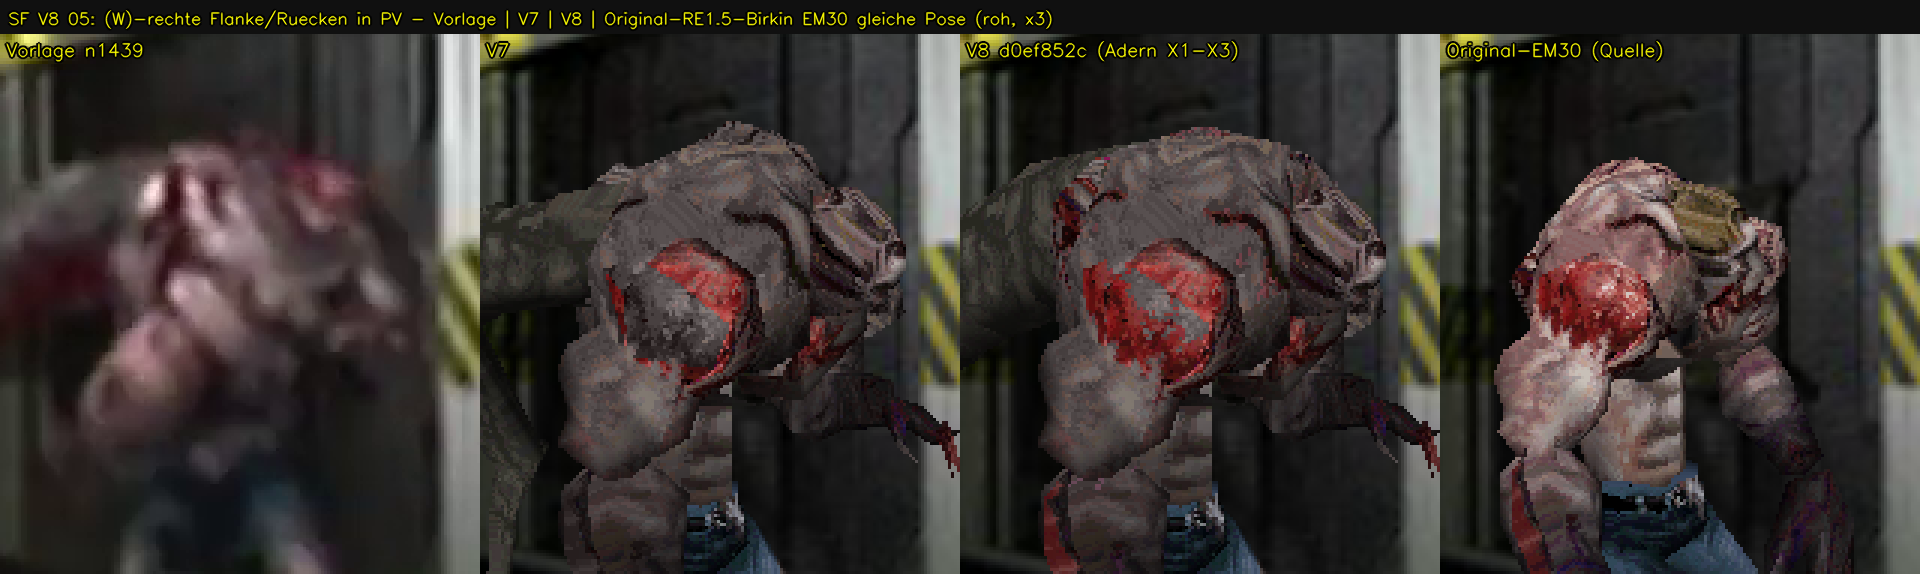 SF V8 05: (W)-rechte Flanke/Ruecken in PV - Vorlage | V7 | V8 | Original-RE1.5-Birkin EM30 gleiche Pose (roh, x3)
Vorlage n1439
V7
V8 d0ef852c (Adern X1-X3)
Original-EM30 (Quelle)